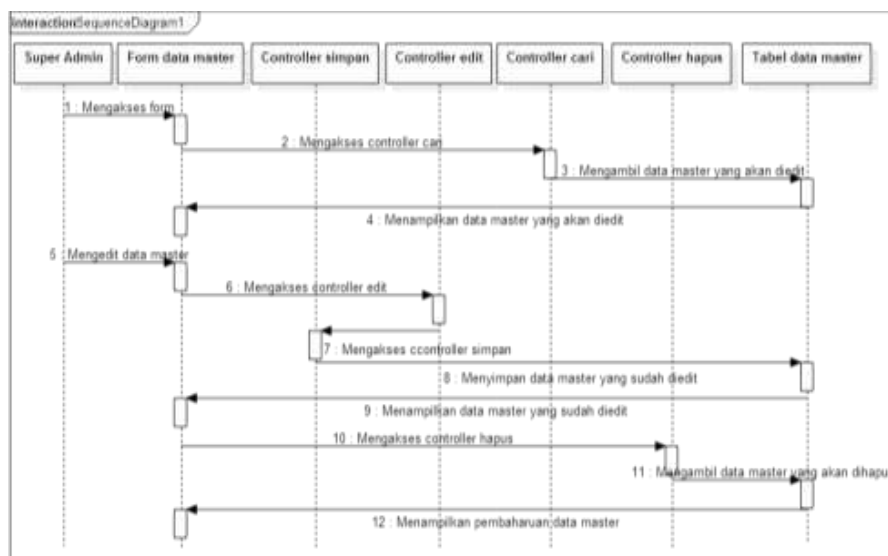 interactionSequenceDiagram1
Super Admin
Form data master
Controller simpan
Controller edit
Controller cari
Controller hapus
Tabel data master
1 : Mengakses form
2 : Mengakses controller cari
3 : Mengambil data master yang akan diedit
4 : Menampilkan data master yang akan diedit
5 : Mengedit data master
6 : Mengakses controller edit
7 : Mengakses ccontroller simpan
8 : Menyimpan data master yang sudah diedit
9 : Menampilkan data master yang sudah diedit
10 : Mengakses controller hapus
11 : Mengambil data master yang akan dihapu
12 : Menampilkan pembaharuan data master